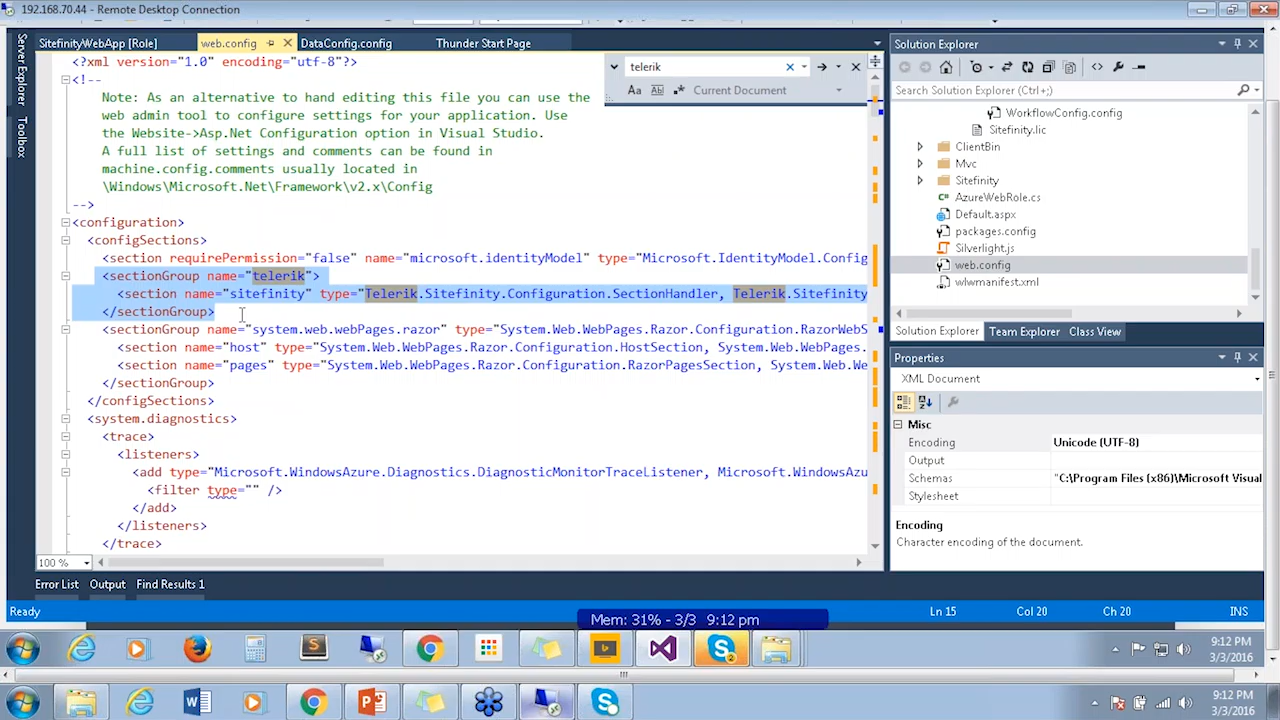 192.168.70.44 - Remote Desktop Connection
Server Explorer
Toolbox
SitefinityWebApp [Role]
web.config
DataConfig.config
Thunder Start Page
telerik
Aa
Current Document
<?xml version="1.0" encoding="utf-8"?>
<!--
Note: As an alternative to hand editing this file you can use the
web admin tool to configure settings for your application. Use
the Website->Asp.Net Configuration option in Visual Studio.
A full list of settings and comments can be found in
machine.config.comments usually located in
\Windows\Microsoft.Net\Framework\v2.x\Config
-->
<configuration>
<configSections>
<section requirePermission="false" name="microsoft.identityModel" type="Microsoft.IdentityModel.Config
<sectionGroup name="telerik">
<section name="sitefinity" type="Telerik.Sitefinity.Configuration.SectionHandler, Telerik.Sitefinity
</sectionGroup>
<sectionGroup name="system.web.webPages.razor" type="System.Web.WebPages.Razor.Configuration.RazorWebS
<section name="host" type="System.Web.WebPages.Razor.Configuration.HostSection, System.Web.WebPages.
<section name="pages" type="System.Web.WebPages.Razor.Configuration.RazorPagesSection, System.Web.We
</sectionGroup>
</configSections>
<system.diagnostics>
<trace>
<listeners>
<add type="Microsoft.WindowsAzure.Diagnostics.DiagnosticMonitorTraceListener, Microsoft.WindowsAzu
<filter type="" />
</add>
</listeners>
</trace>
100 %
Solution Explorer
Search Solution Explorer (Ctrl+;)
WorkflowConfig.config
Sitefinity.lic
ClientBin
Mvc
Sitefinity
AzureWebRole.cs
Default.aspx
packages.config
Silverlight.js
web.config
wlwmanifest.xml
Solution Explorer
Team Explorer
Class View
Properties
XML Document
Misc
Encoding
Unicode (UTF-8)
Output
Schemas
"C:\Program Files (x86)\Microsoft Visual
Stylesheet
Encoding
Character encoding of the document.
Error List
Output
Find Results 1
Ready
Ln 15
Col 20
Ch 20
INS
Mem: 31% - 3/3 9:12 pm
9:12 PM
3/3/2016
9:12 PM
3/3/2016